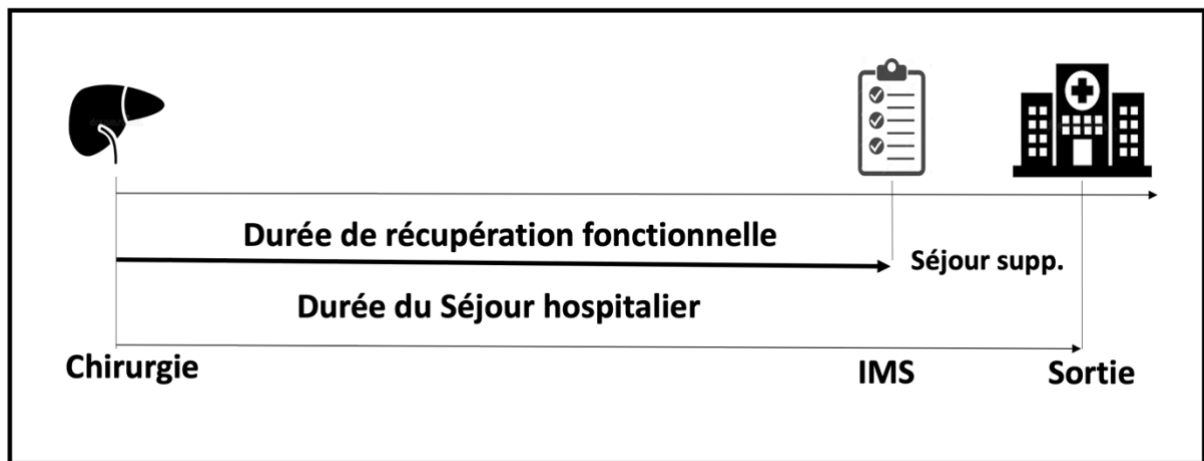 Durée de récupération fonctionnelle
Séjour supp.
Durée du Séjour hospitalier
Chirurgie
IMS
Sortie